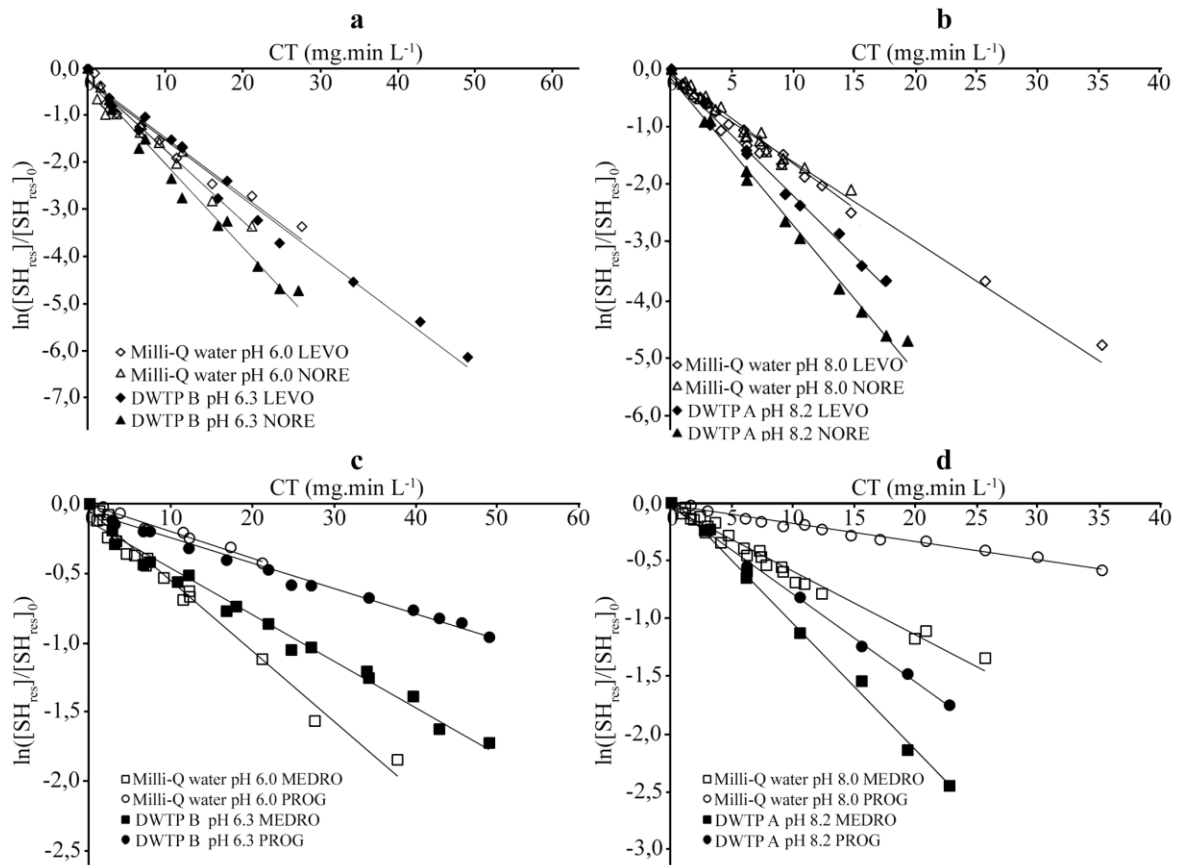 a
CT (mg.min L⁻¹)
0,0 0 10 20 30 40 50 60
-1,0
-2,0
-3,0
-4,0
-5,0
-6,0
-7,0
ln([SH_res]/[SH_res]_0)
Milli-Q water pH 6.0 LEVO
Milli-Q water pH 6.0 NORE
DWTP B pH 6.3 LEVO
DWTP B pH 6.3 NORE
b
CT (mg.min L⁻¹)
0,0 0 5 10 15 20 25 30 35 40
-1,0
-2,0
-3,0
-4,0
-5,0
-6,0
ln([SH_res]/[SH_res]_0)
Milli-Q water pH 8.0 LEVO
Milli-Q water pH 8.0 NORE
DWTP A pH 8.2 LEVO
DWTP A pH 8.2 NORE
c
CT (mg.min L⁻¹)
0,0 0 10 20 30 40 50 60
-0,5
-1,0
-1,5
-2,0
-2,5
ln([SH_res]/[SH_res]_0)
Milli-Q water pH 6.0 MEDRO
Milli-Q water pH 6.0 PROG
DWTP B pH 6.3 MEDRO
DWTP B pH 6.3 PROG
d
CT (mg.min L⁻¹)
0,0 0 5 10 15 20 25 30 35 40
-0,5
-1,0
-1,5
-2,0
-2,5
-3,0
ln([SH_res]/[SH_res]_0)
Milli-Q water pH 8.0 MEDRO
Milli-Q water pH 8.0 PROG
DWTP A pH 8.2 MEDRO
DWTP A pH 8.2 PROG